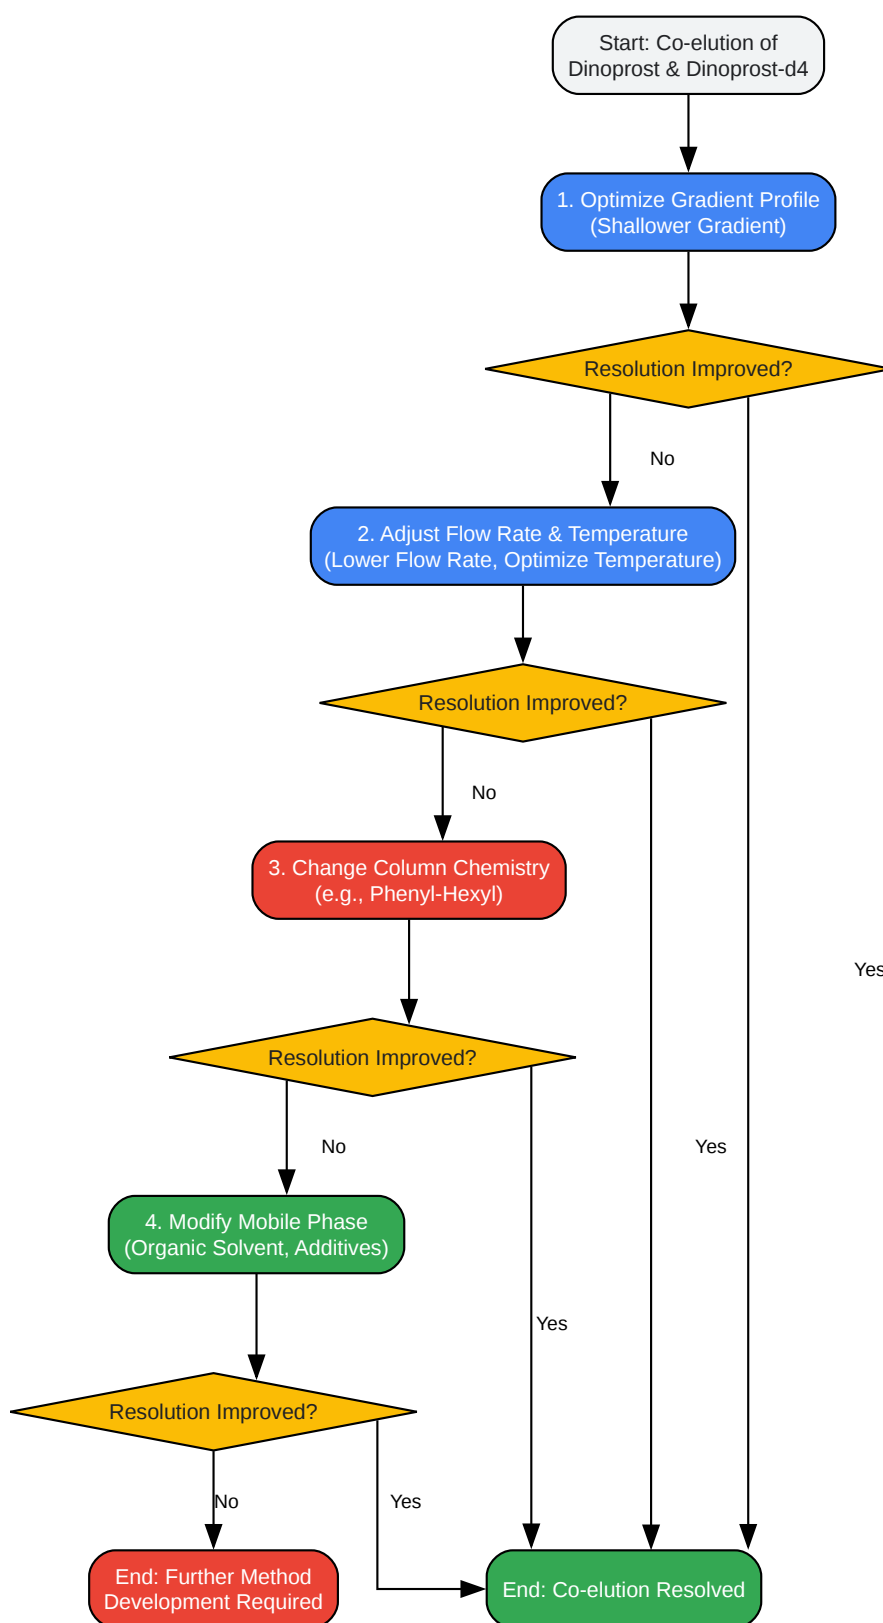 Start: Co-elution of
Dinoprost & Dinoprost-d4
1. Optimize Gradient Profile
(Shallower Gradient)
Resolution Improved?
No
2. Adjust Flow Rate & Temperature
(Lower Flow Rate, Optimize Temperature)
Resolution Improved?
No
3. Change Column Chemistry
(e.g., Phenyl-Hexyl)
Yes
Resolution Improved?
No
Yes
4. Modify Mobile Phase
(Organic Solvent, Additives)
Yes
Resolution Improved?
No
Yes
End: Further Method
Development Required
End: Co-elution Resolved